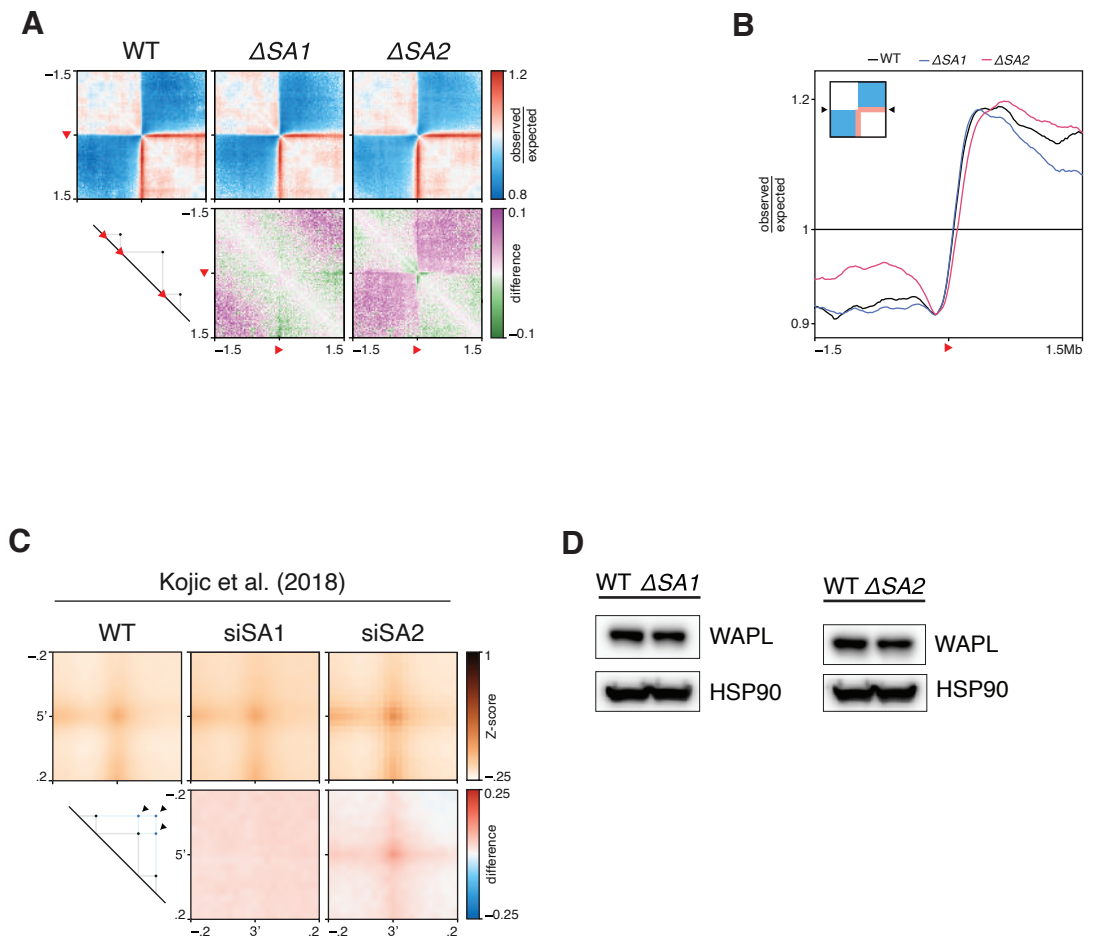 A
WT ΔSA1 ΔSA2
−1.5
1.5
1.2
0.8
observed
expected
−1.5
1.5
0.1
−0.1
difference
−1.5 1.5 −1.5 1.5
B
WT ΔSA1 ΔSA2
1.2
1
0.9
observed
expected
−1.5 1.5Mb
C
Kojic et al. (2018)
WT siSA1 siSA2
−.2
5'
.2
1
−.25
Z-score
−.2
5'
.2
0.25
−0.25
difference
−.2 3' .2 −.2 3' .2
D
WT ΔSA1
WAPL
HSP90
WT ΔSA2
WAPL
HSP90